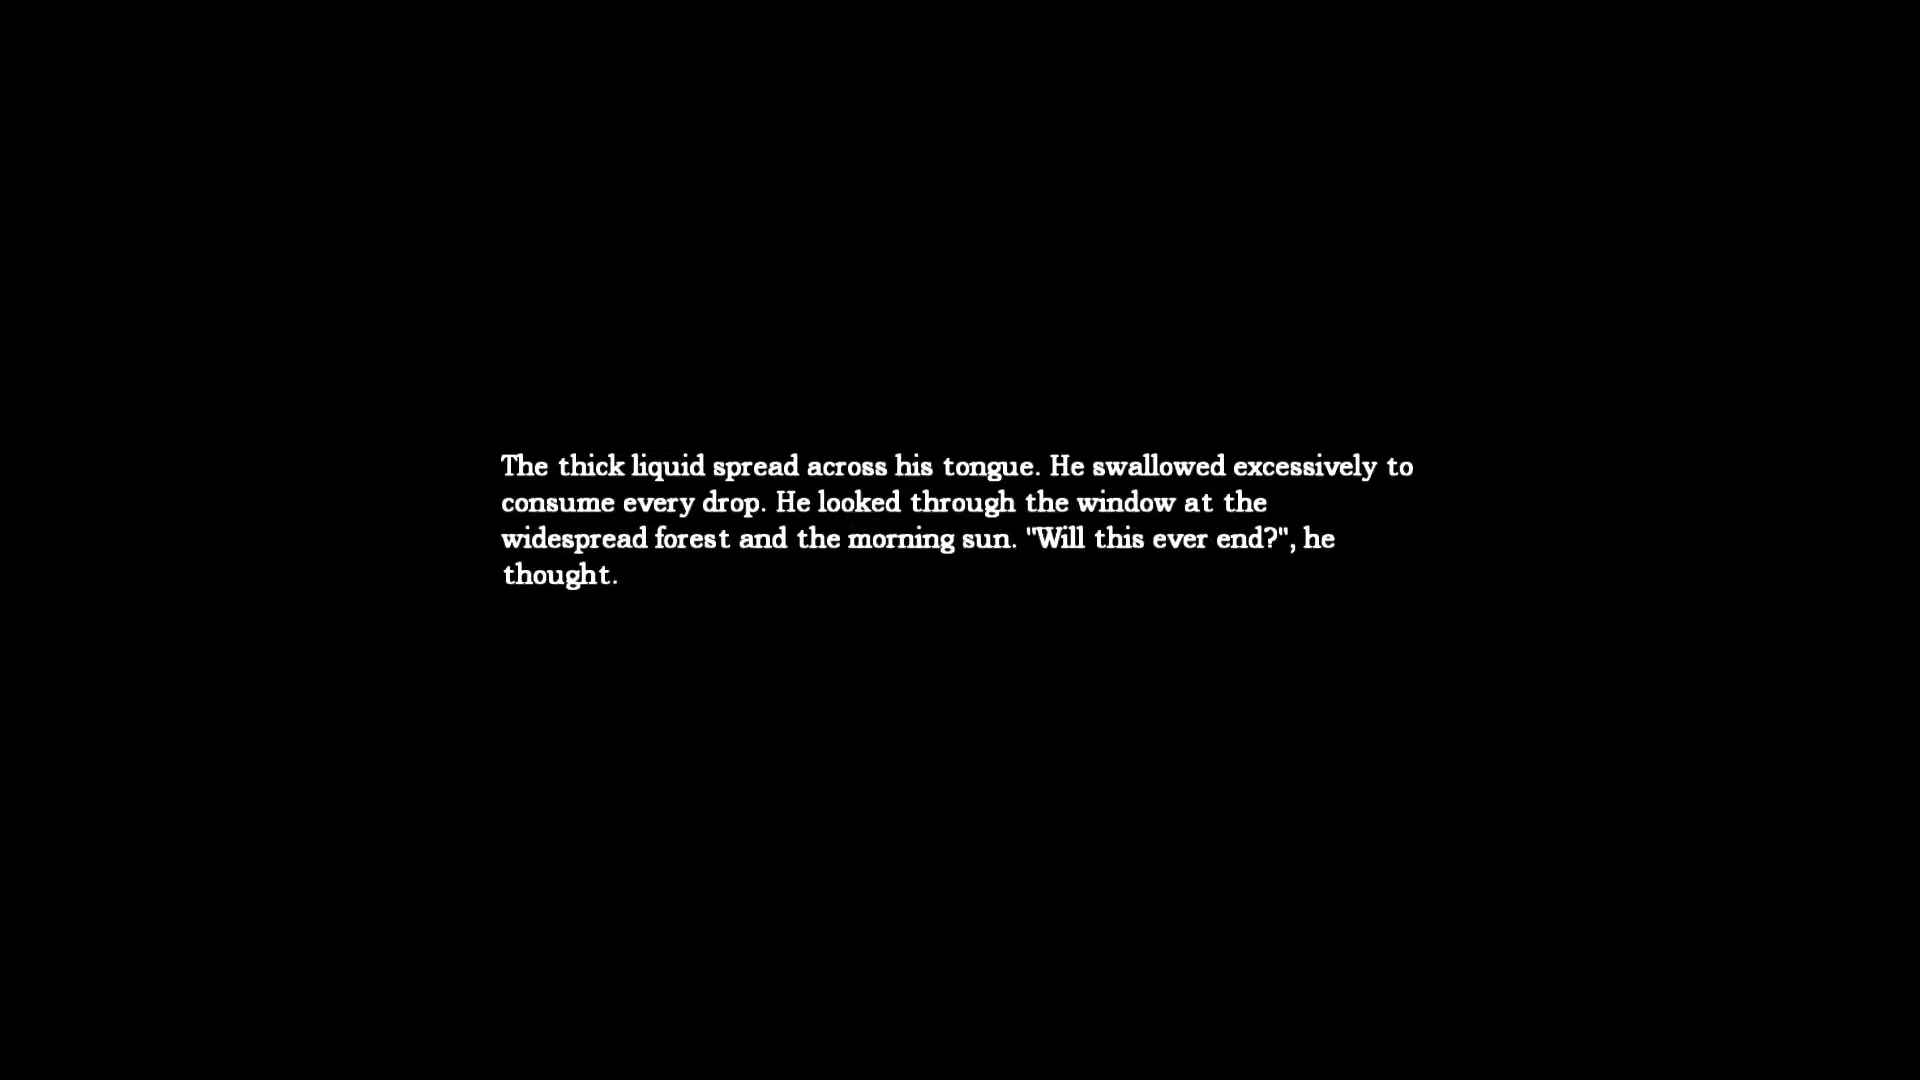 The thick liquid spread across his tongue. He swallowed excessively to
consume every drop. He looked through the window at the
widespread forest and the morning sun. "Will this ever end?", he
thought.